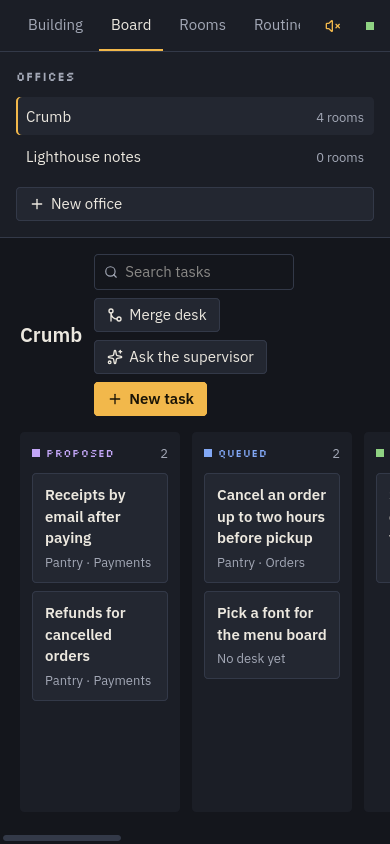 Building Board Rooms
OFFICES
Crumb 4 rooms
Lighthouse notes 0 rooms
+ New office
Search tasks
Merge desk
Crumb
Ask the supervisor
+ New task
PROPOSED 2
Receipts by
email after
paying
Pantry · Payments
Refunds for
cancelled
orders
Pantry · Payments
QUEUED 2
Cancel an order
up to two hours
before pickup
Pantry · Orders
Pick a font for
the menu board
No desk yet